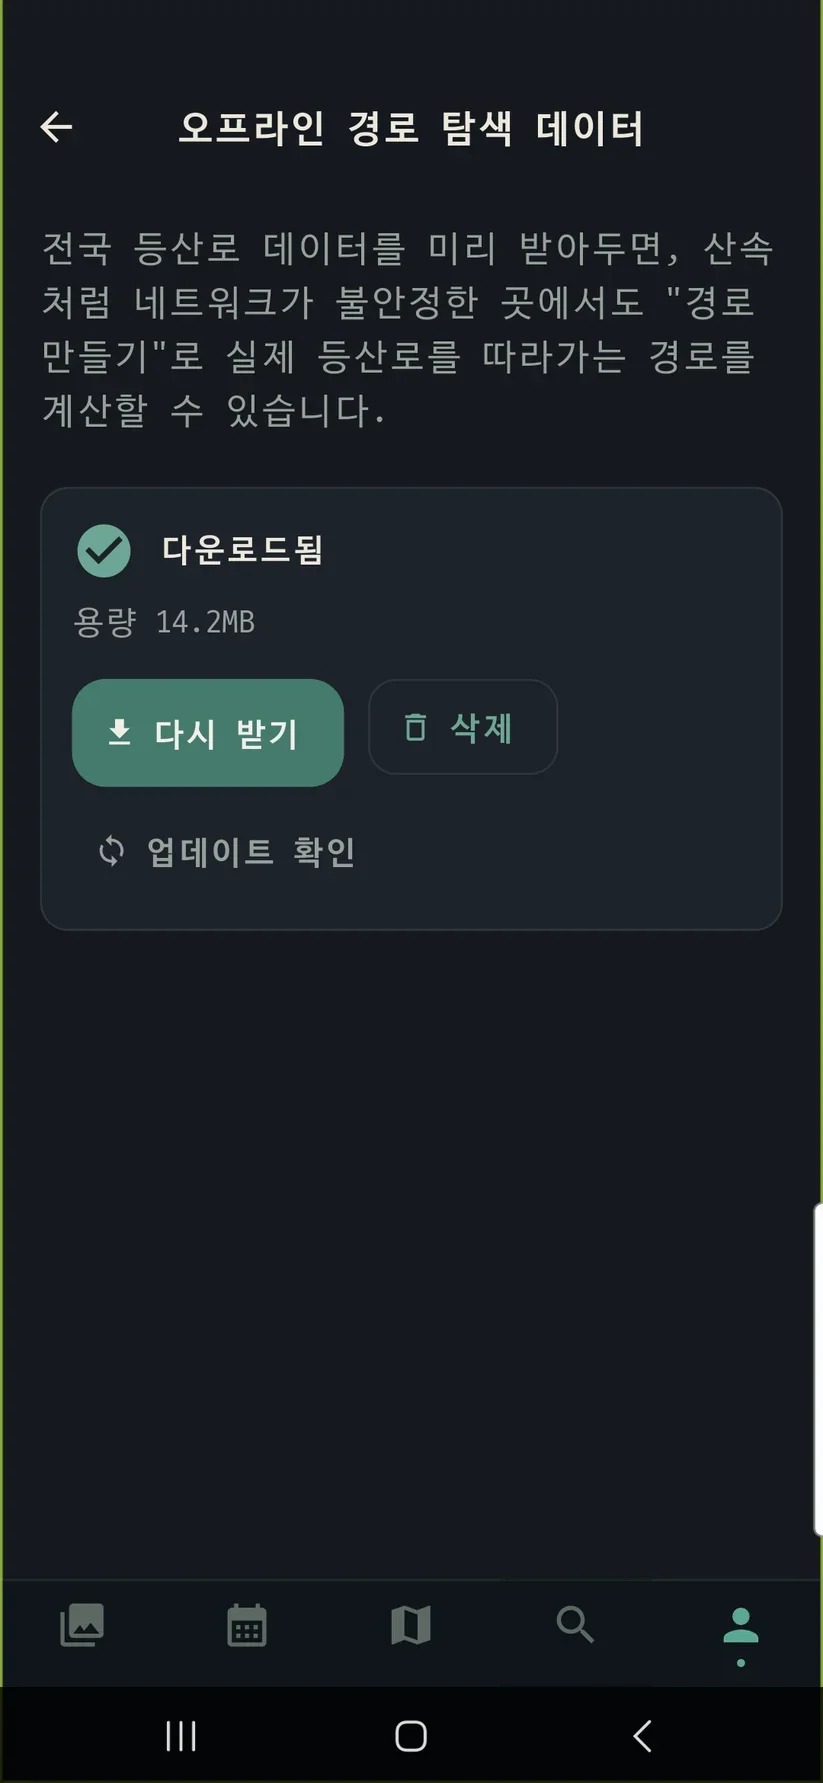 오프라인 경로 탐색 데이터
전국 등산로 데이터를 미리 받아두면, 산속
처럼 네트워크가 불안정한 곳에서도 "경로
만들기"로 실제 등산로를 따라가는 경로를
계산할 수 있습니다.
다운로드됨
용량 14.2MB
다시 받기
삭제
업데이트 확인